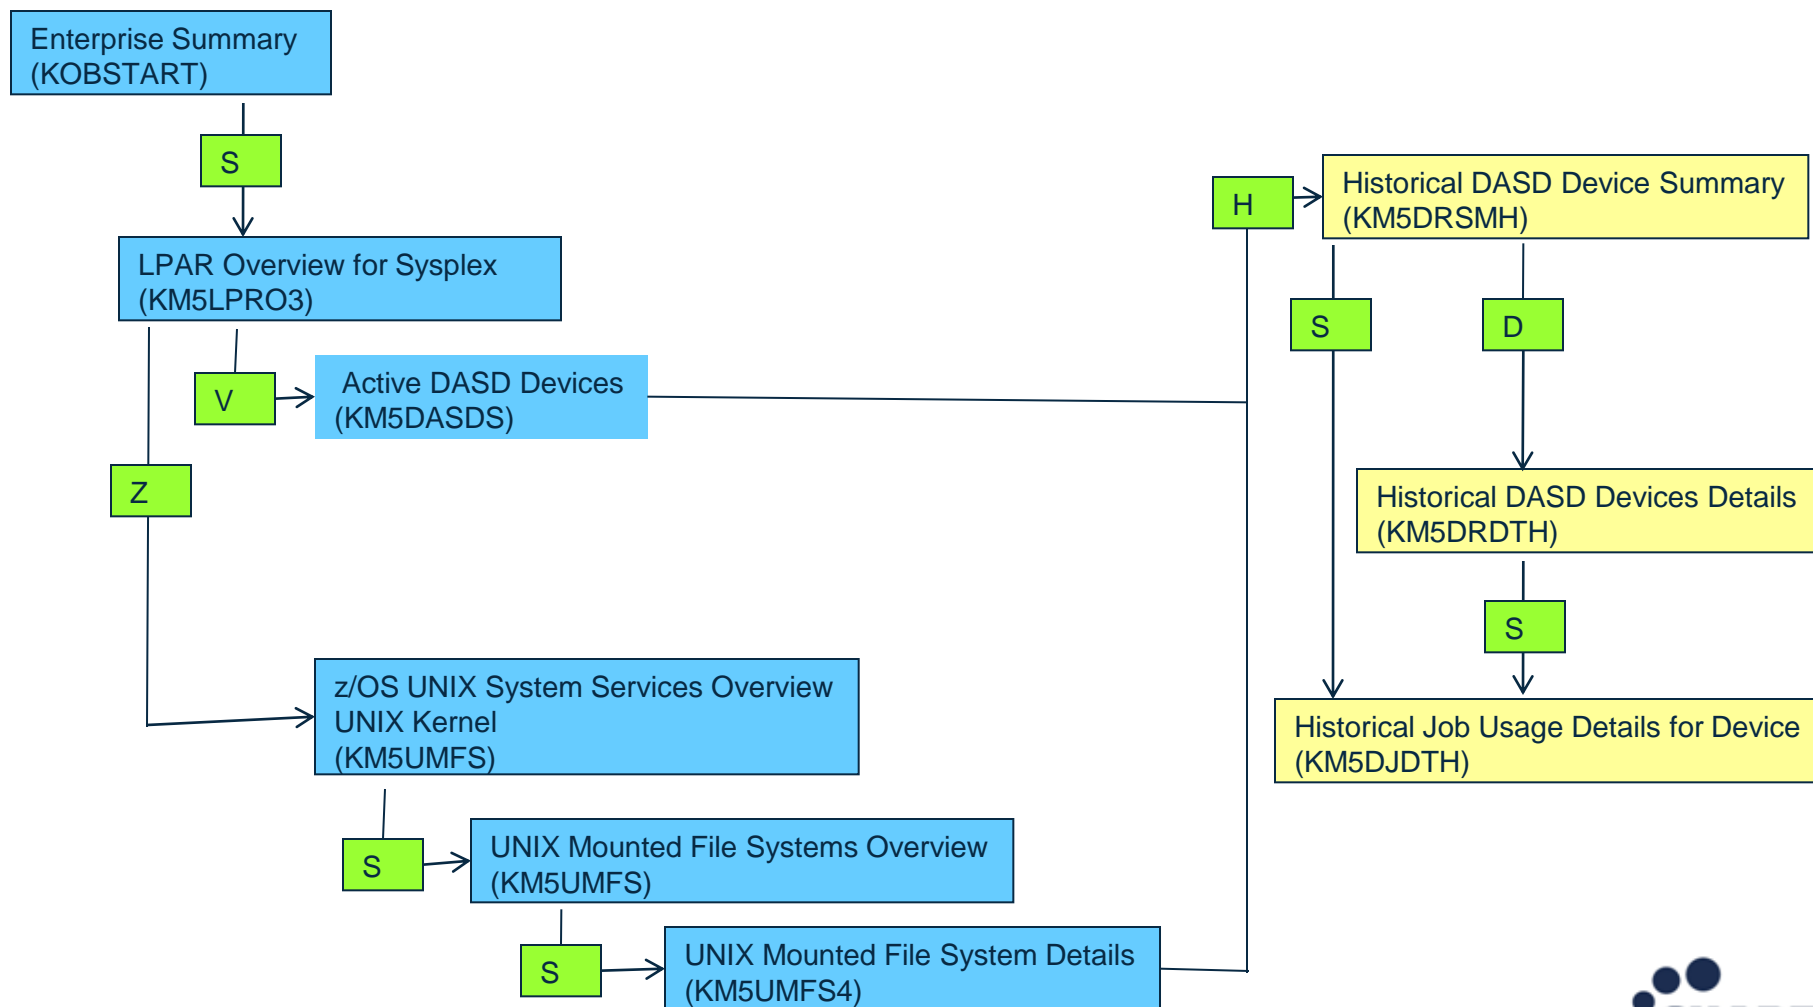 Enterprise Summary
(KOBSTART)
S
LPAR Overview for Sysplex
(KM5LPRO3)
V
Active DASD Devices
(KM5DASDS)
Z
z/OS UNIX System Services Overview
UNIX Kernel
(KM5UMFS)
S
UNIX Mounted File Systems Overview
(KM5UMFS)
S
UNIX Mounted File System Details
(KM5UMFS4)
H
Historical DASD Device Summary
(KM5DRSMH)
S
D
Historical DASD Devices Details
(KM5DRDTH)
S
Historical Job Usage Details for Device
(KM5DJDTH)